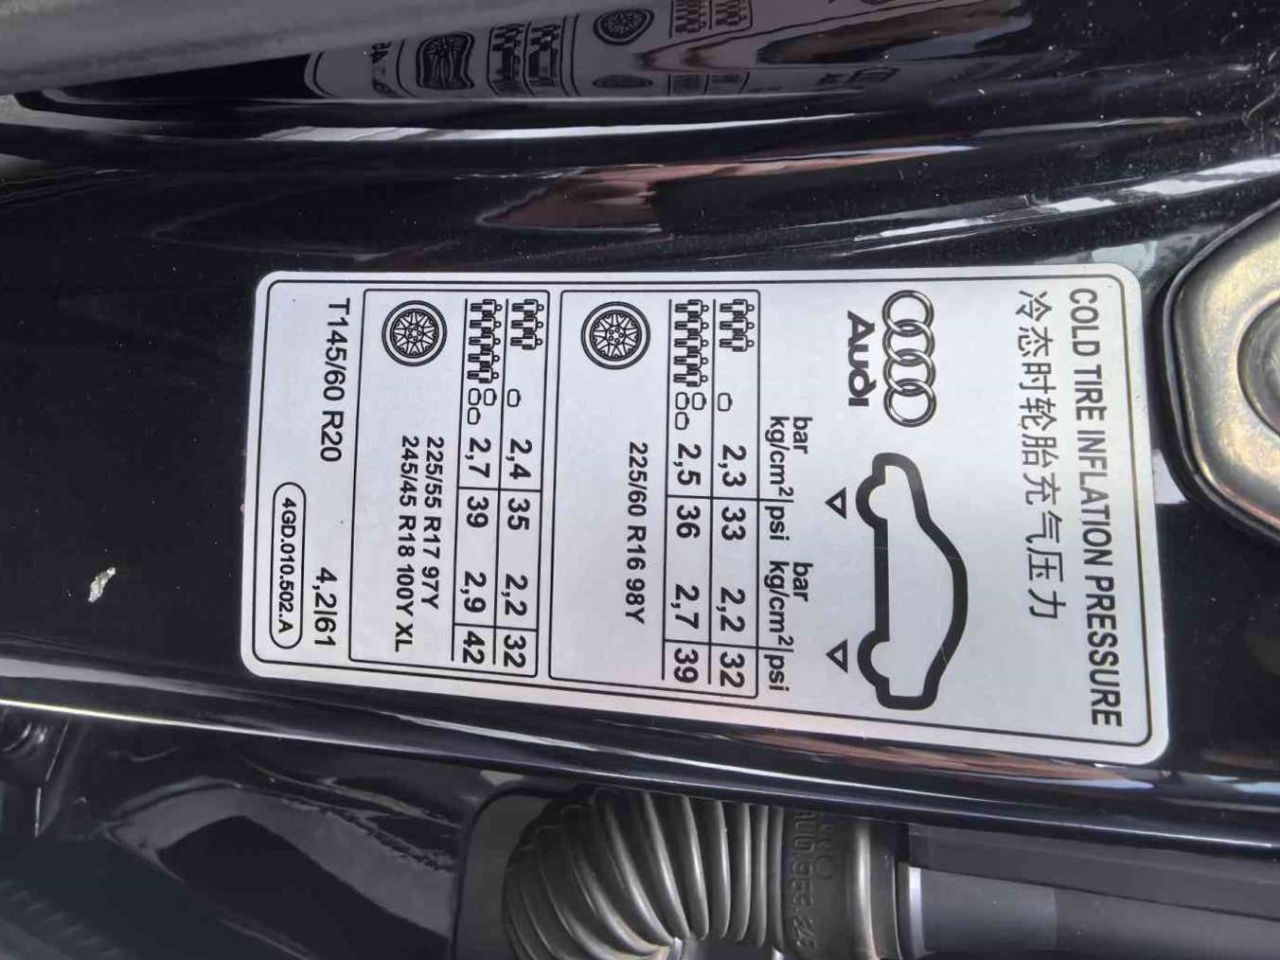 COLD TIRE INFLATION PRESSURE
冷态时轮胎充气压力
Audi
bar
kg/cm²|psi
bar
kg/cm²|psi
2,3 33 2,2 32
2,5 36 2,7 39
225/60 R16 98Y
2,4 35 2,2 32
2,7 39 2,9 42
225/55 R17 97Y
245/45 R18 100Y XL
T145/60 R20 4,2|61
4GD.010.502.A